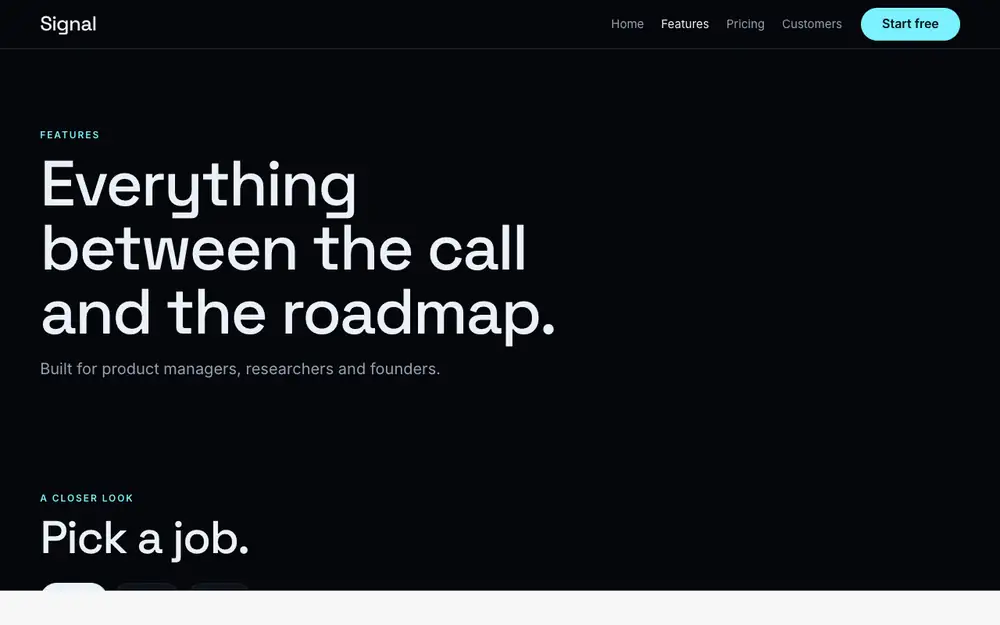 Signal
Home Features Pricing Customers Start free
FEATURES
Everything
between the call
and the roadmap.
Built for product managers, researchers and founders.
A CLOSER LOOK
Pick a job.